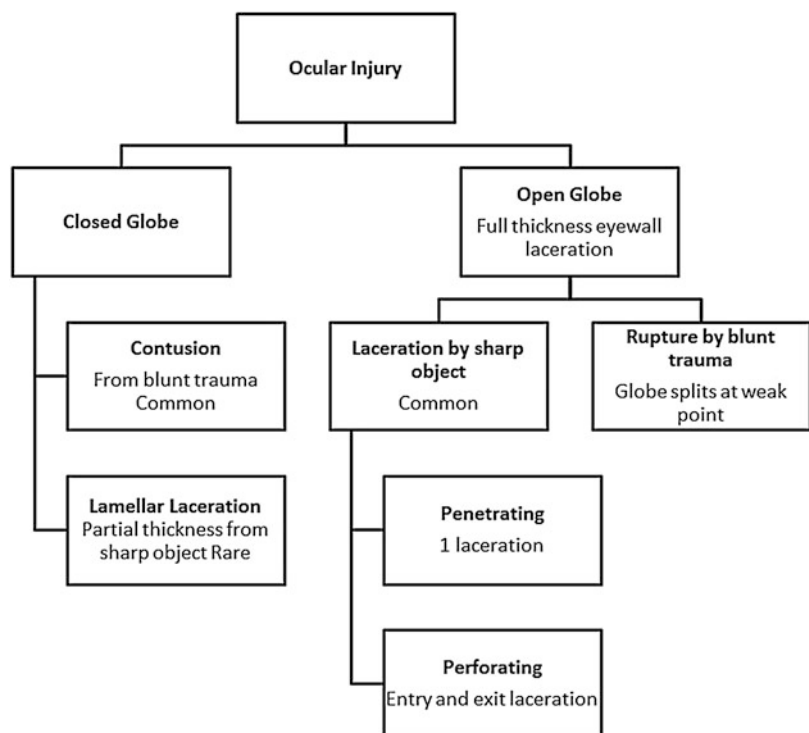 Ocular Injury
Closed Globe
Open Globe
Full thickness eyewall
laceration
Contusion
From blunt trauma
Common
Laceration by sharp
object
Common
Rupture by blunt
trauma
Globe splits at weak
point
Lamellar Laceration
Partial thickness from
sharp object Rare
Penetrating
1 laceration
Perforating
Entry and exit laceration